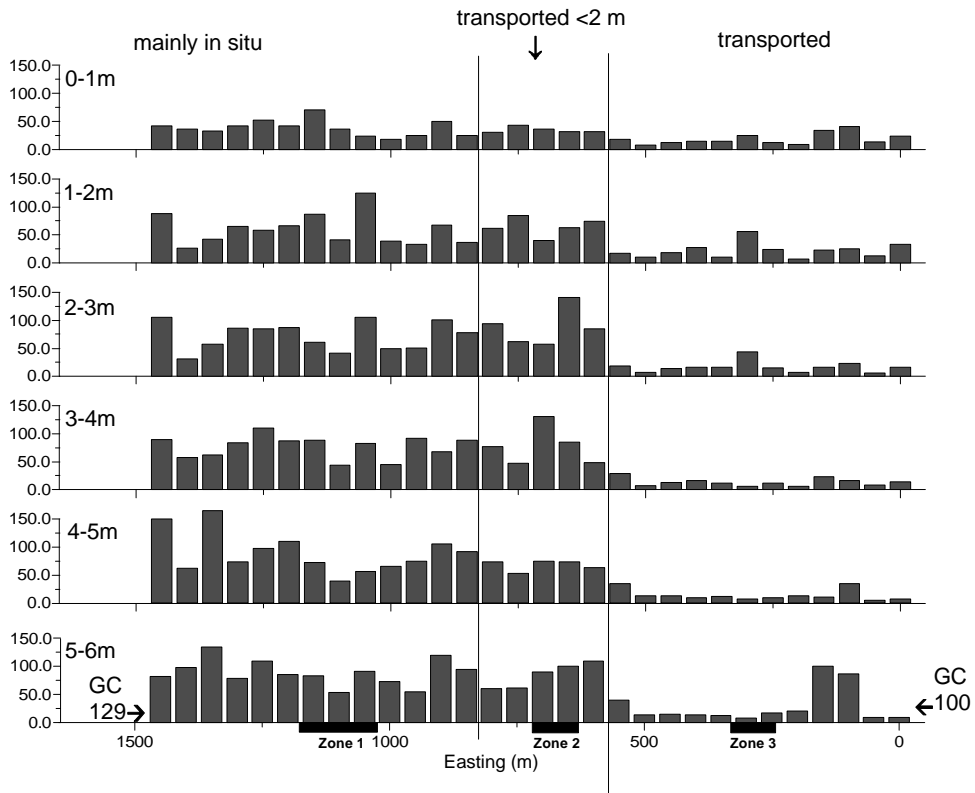 transported <2 m
mainly in situ
transported
150.0
0-1m
100.0
50.0
0.0
150.0
1-2m
100.0
50.0
0.0
150.0
2-3m
100.0
50.0
0.0
150.0
3-4m
100.0
50.0
0.0
150.0
4-5m
100.0
50.0
0.0
150.0
5-6m
100.0
50.0
0.0
GC
129
GC
100
Zone 1
Zone 2
Zone 3
1500
1000
500
0
Easting (m)